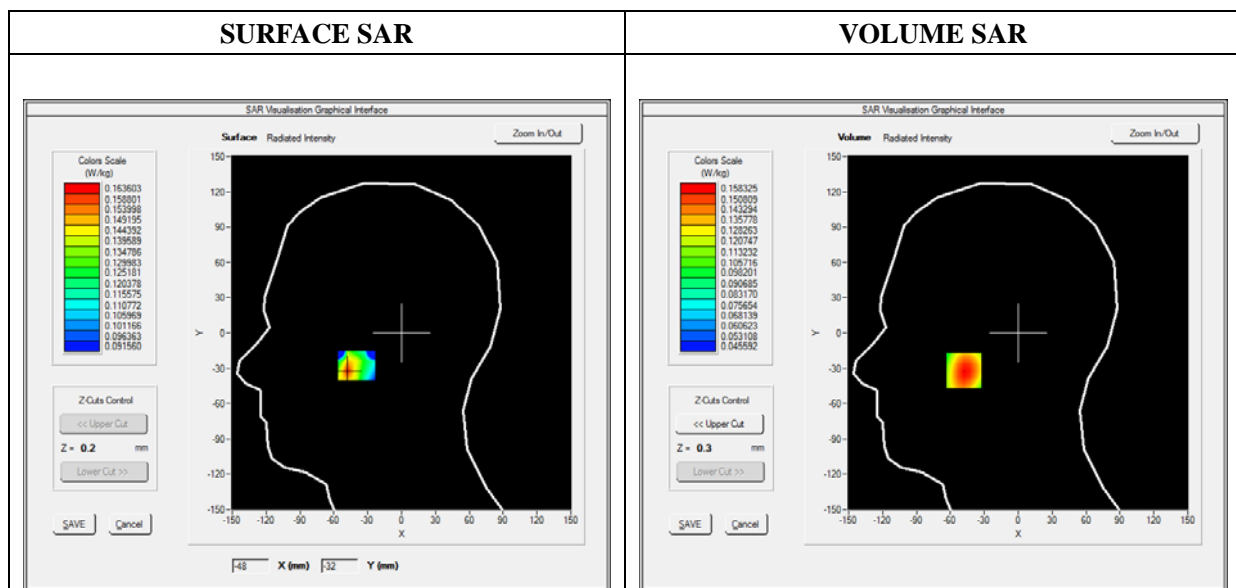 SURFACE SAR
VOLUME SAR
SAR Visualisation Graphical Interface
Surface Radiated Intensity
Zoom In/Out
Colors Scale
(W/kg)
0.163603
0.158801
0.153998
0.149195
0.144392
0.139589
0.134786
0.129983
0.125181
0.120378
0.115575
0.110772
0.105969
0.101166
0.096363
0.091560
Z-Cuts Control
<< Upper Cut
Z = 0.2 mm
Lower Cut >>
SAVE Cancel
150
120
90
60
30
0
-30
-60
-90
-120
-150
Y
-150 -120 -90 -60 -30 0 30 60 90 120 150
X
-48 X (mm) -32 Y (mm)
SAR Visualisation Graphical Interface
Volume Radiated Intensity
Zoom In/Out
Colors Scale
(W/kg)
0.158325
0.150809
0.143294
0.135778
0.128263
0.120747
0.113232
0.105716
0.098201
0.090685
0.083170
0.075654
0.068139
0.060623
0.053108
0.045592
Z-Cuts Control
<< Upper Cut
Z = 0.3 mm
Lower Cut >>
SAVE Cancel
150
120
90
60
30
0
-30
-60
-90
-120
-150
Y
-150 -120 -90 -60 -30 0 30 60 90 120 150
X